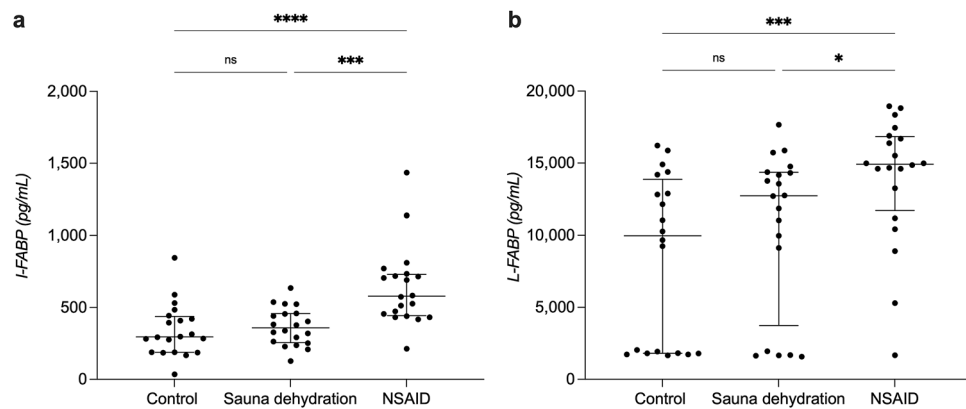 a
****
ns
***
2,000
1,500
1,000
500
0
I-FABP (pg/mL)
Control
Sauna dehydration
NSAID
b
***
ns
*
20,000
15,000
10,000
5,000
0
L-FABP (pg/mL)
Control
Sauna dehydration
NSAID